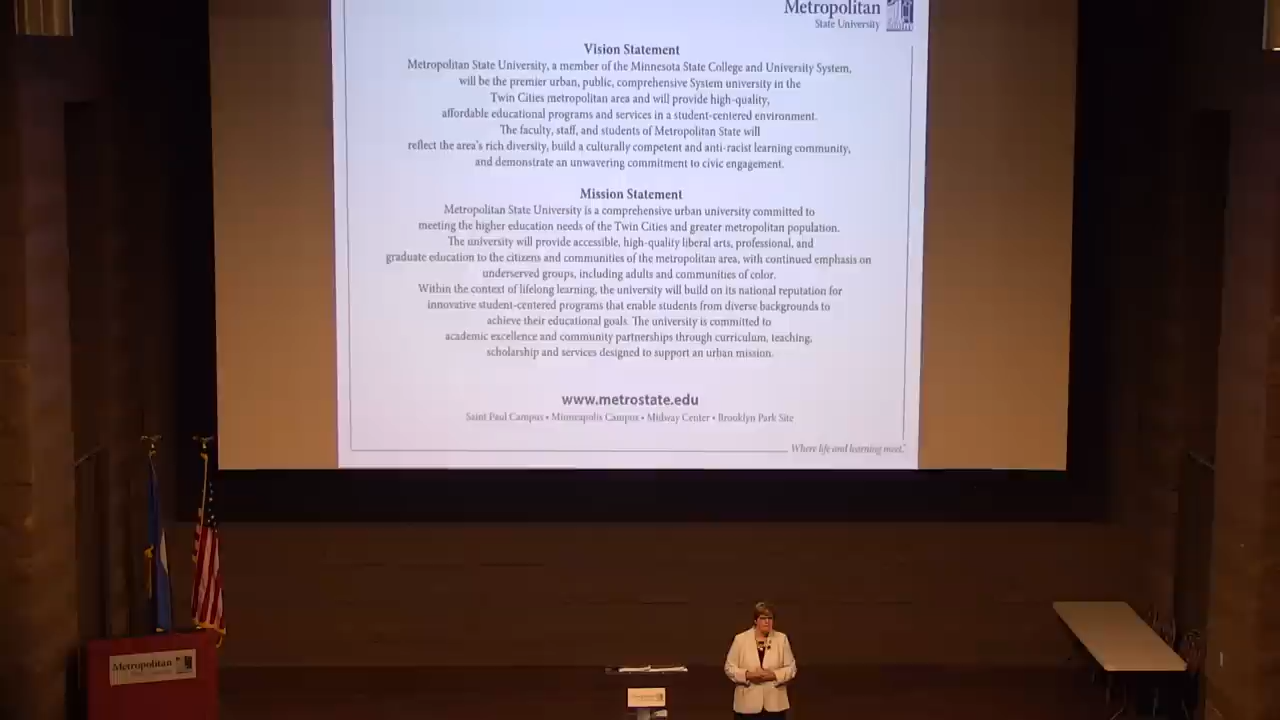 Metropolitan
State University
Vision Statement
Metropolitan State University, a member of the Minnesota State College and University System,
will be the premier urban, public, comprehensive System university in the
Twin Cities metropolitan area and will provide high-quality,
affordable educational programs and services in a student-centered environment.
The faculty, staff, and students of Metropolitan State will
reflect the area's rich diversity, build a culturally competent and anti-racist learning community,
and demonstrate an unwavering commitment to civic engagement.
Mission Statement
Metropolitan State University is a comprehensive urban university committed to
meeting the higher education needs of the Twin Cities and greater metropolitan population.
The university will provide accessible, high-quality liberal arts, professional, and
graduate education to the citizens and communities of the metropolitan area, with continued emphasis on
underserved groups, including adults and communities of color.
Within the context of lifelong learning, the university will build on its national reputation for
innovative student-centered programs that enable students from diverse backgrounds to
achieve their educational goals. The university is committed to
academic excellence and community partnerships through curriculum, teaching,
scholarship and services designed to support an urban mission.
www.metrostate.edu
Saint Paul Campus • Minneapolis Campus • Midway Center • Brooklyn Park Site
Where life and learning meet.
Metropolitan